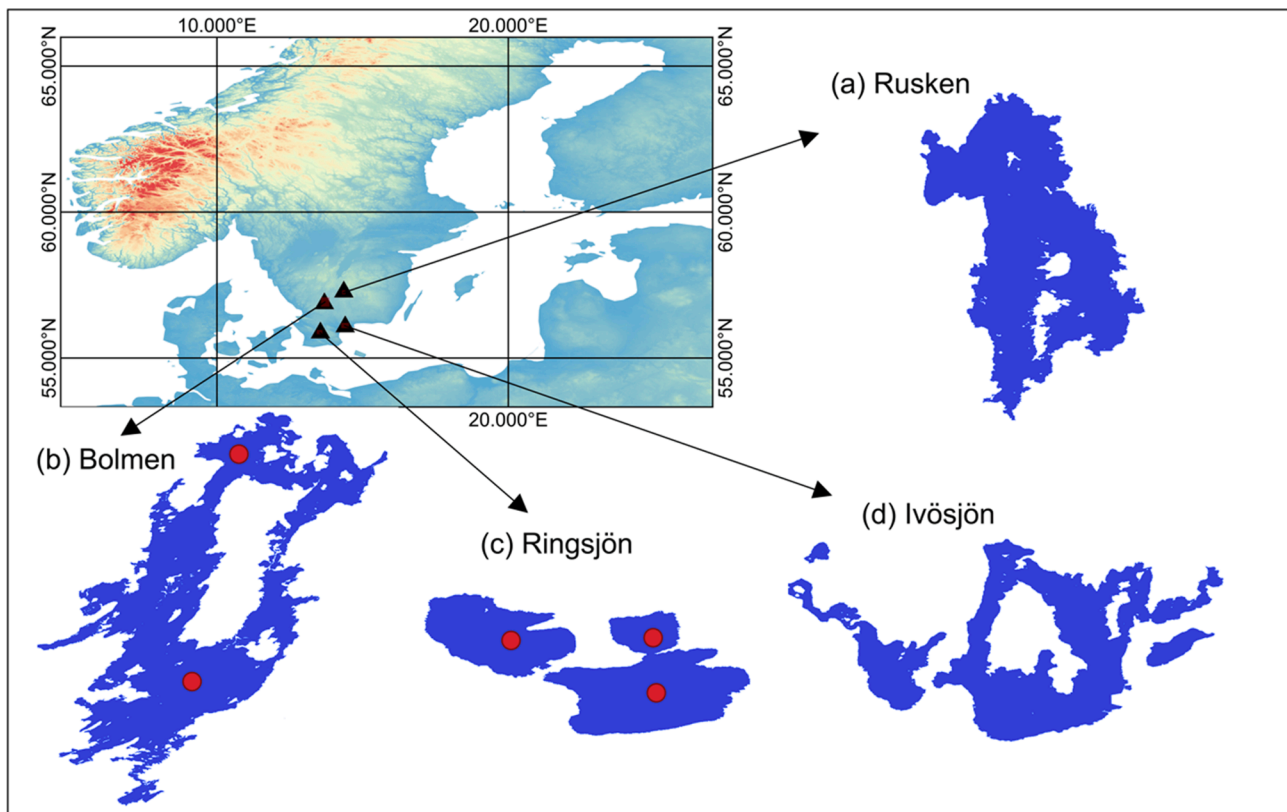 10.000°E 20.000°E
65.000°N 65.000°N
60.000°N 60.000°N
55.000°N 55.000°N
20.000°E
(a) Rusken
(b) Bolmen
(c) Ringsjön
(d) Ivösjön